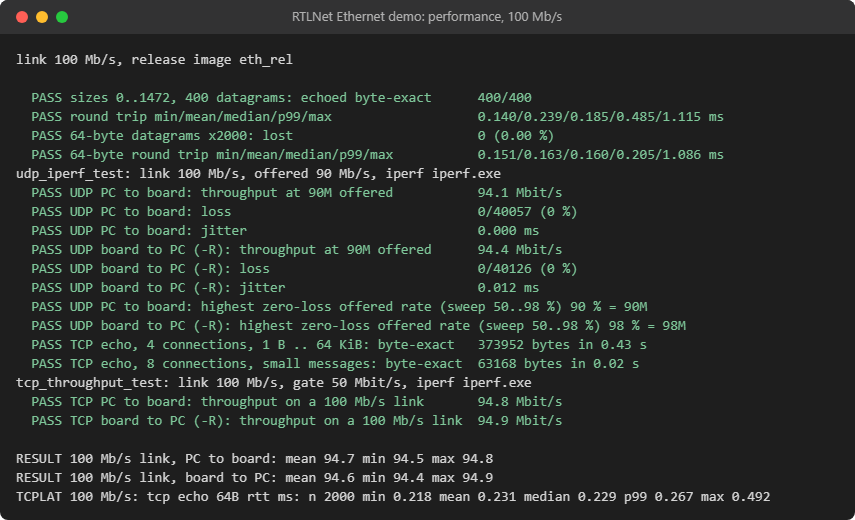 RTLNet Ethernet demo: performance, 100 Mb/s
link 100 Mb/s, release image eth_rel
PASS sizes 0..1472, 400 datagrams: echoed byte-exact 400/400
PASS round trip min/mean/median/p99/max 0.140/0.239/0.185/0.485/1.115 ms
PASS 64-byte datagrams x2000: lost 0 (0.00 %)
PASS 64-byte round trip min/mean/median/p99/max 0.151/0.163/0.160/0.205/1.086 ms
udp_iperf_test: link 100 Mb/s, offered 90 Mb/s, iperf iperf.exe
PASS UDP PC to board: throughput at 90M offered 94.1 Mbit/s
PASS UDP PC to board: loss 0/40057 (0 %)
PASS UDP PC to board: jitter 0.000 ms
PASS UDP board to PC (-R): throughput at 90M offered 94.4 Mbit/s
PASS UDP board to PC (-R): loss 0/40126 (0 %)
PASS UDP board to PC (-R): jitter 0.012 ms
PASS UDP PC to board: highest zero-loss offered rate (sweep 50..98 %) 90 % = 90M
PASS UDP board to PC (-R): highest zero-loss offered rate (sweep 50..98 %) 98 % = 98M
PASS TCP echo, 4 connections, 1 B .. 64 KiB: byte-exact 373952 bytes in 0.43 s
PASS TCP echo, 8 connections, small messages: byte-exact 63168 bytes in 0.02 s
tcp_throughput_test: link 100 Mb/s, gate 50 Mbit/s, iperf iperf.exe
PASS TCP PC to board: throughput on a 100 Mb/s link 94.8 Mbit/s
PASS TCP board to PC (-R): throughput on a 100 Mb/s link 94.9 Mbit/s
RESULT 100 Mb/s link, PC to board: mean 94.7 min 94.5 max 94.8
RESULT 100 Mb/s link, board to PC: mean 94.6 min 94.4 max 94.9
TCPLAT 100 Mb/s: tcp echo 64B rtt ms: n 2000 min 0.218 mean 0.231 median 0.229 p99 0.267 max 0.492